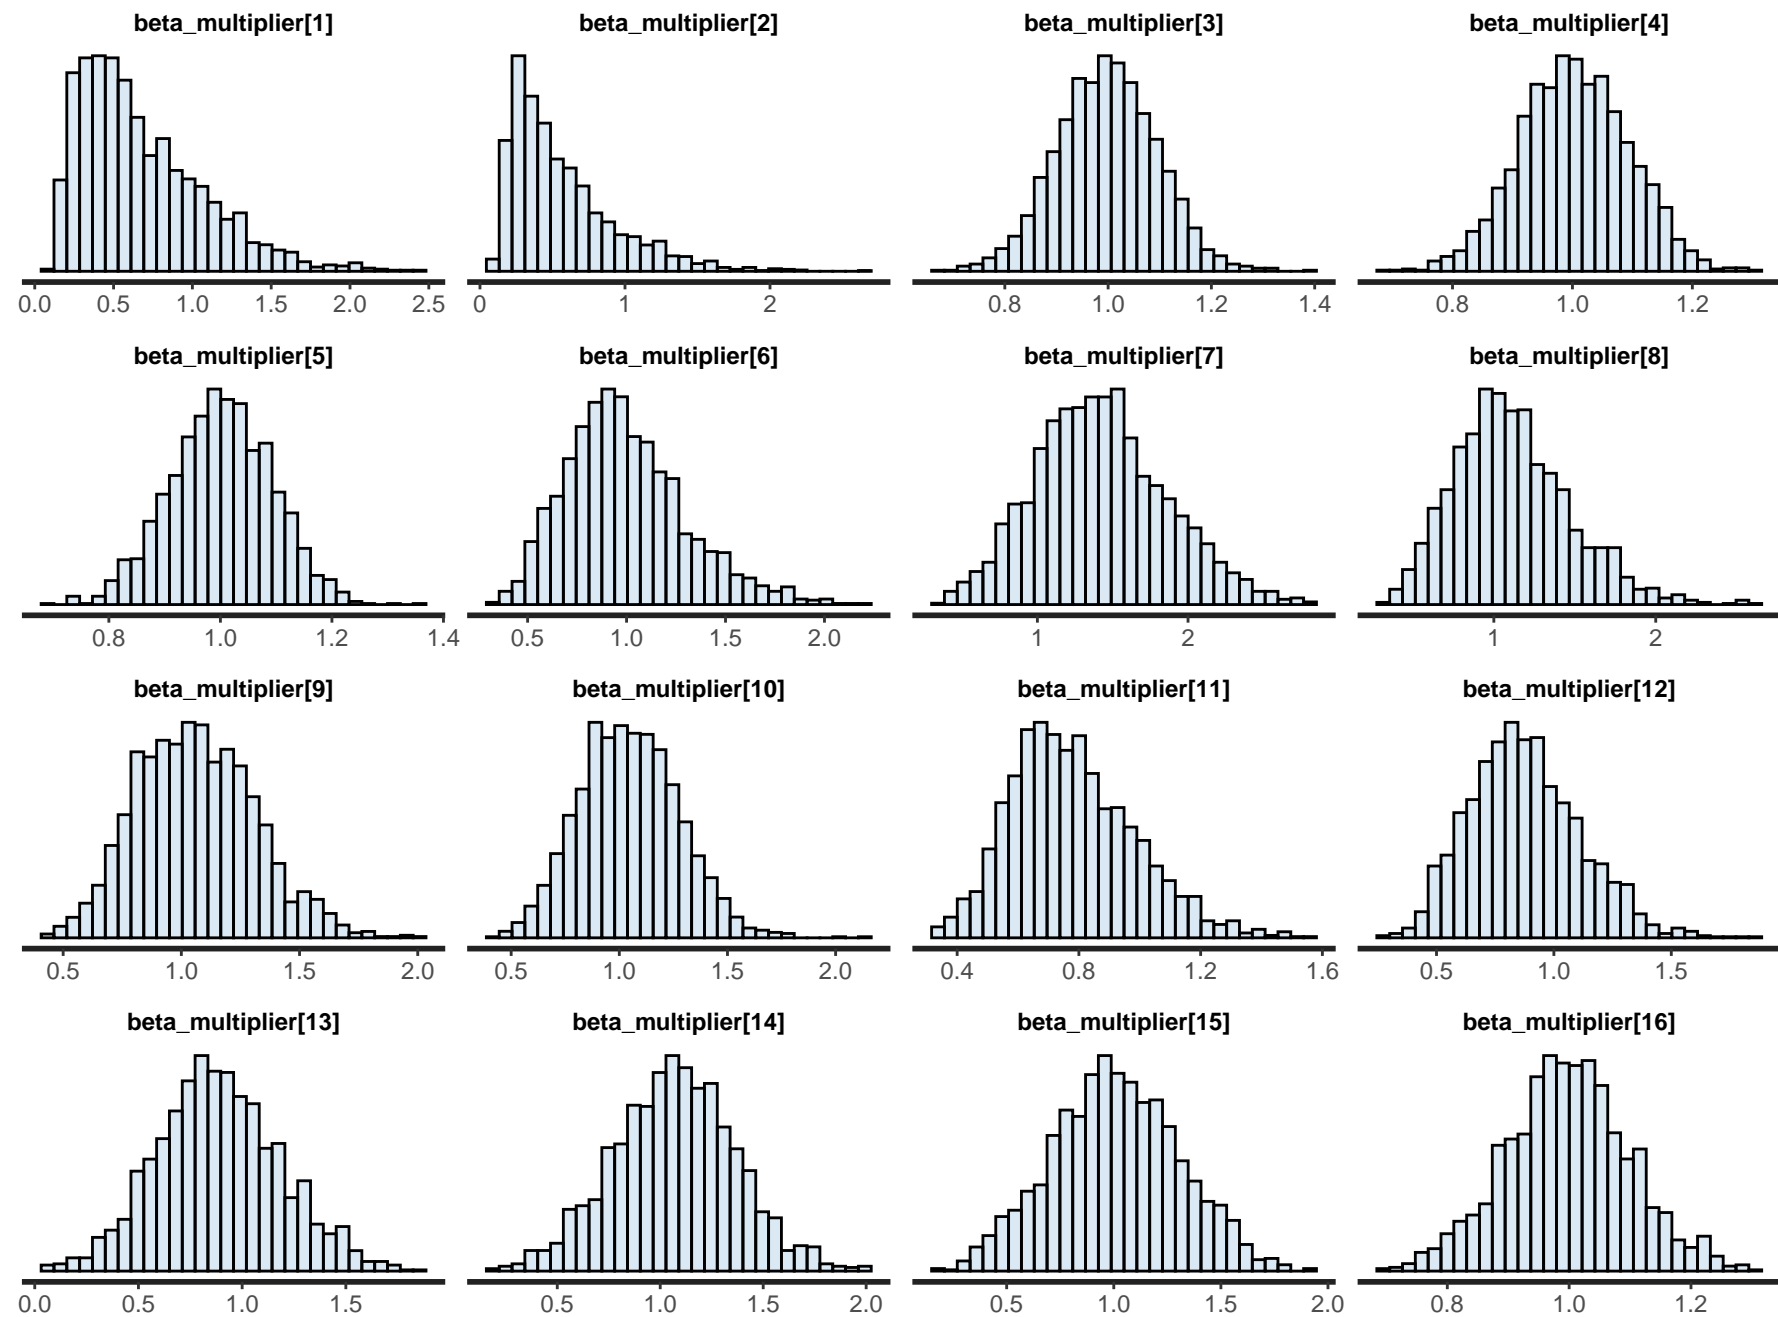 beta_multiplier[1] beta_multiplier[2] beta_multiplier[3] beta_multiplier[4]
0.0 0.5 1.0 1.5 2.0 2.5 0 1 2 0.8 1.0 1.2 1.4 0.8 1.0 1.2
beta_multiplier[5] beta_multiplier[6] beta_multiplier[7] beta_multiplier[8]
0.8 1.0 1.2 1.4 0.5 1.0 1.5 2.0 1 2 1 2
beta_multiplier[9] beta_multiplier[10] beta_multiplier[11] beta_multiplier[12]
0.5 1.0 1.5 2.0 0.5 1.0 1.5 2.0 0.4 0.8 1.2 1.6 0.5 1.0 1.5
beta_multiplier[13] beta_multiplier[14] beta_multiplier[15] beta_multiplier[16]
0.0 0.5 1.0 1.5 0.5 1.0 1.5 2.0 0.5 1.0 1.5 2.0 0.8 1.0 1.2